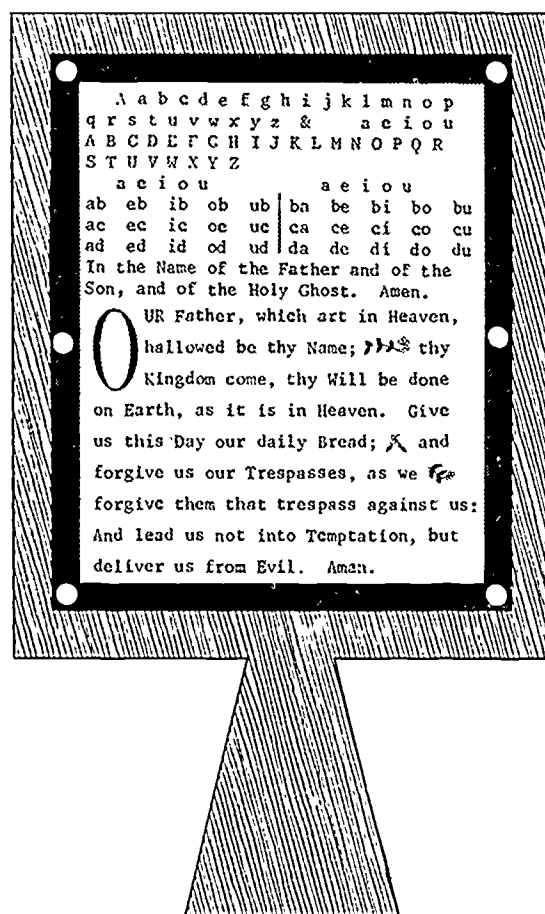 A a b c d e f g h i j k l m n o p
q r s t u v w x y z & a e i o u
A B C D E F G H I J K L M N O P Q R
S T U V W X Y Z
a e i o u a e i o u
ab eb ib ob ub ba be bi bo bu
ac ec ic oc uc ca ce ci co cu
ad ed id od ud da de di do du
In the Name of the Father and of the
Son, and of the Holy Ghost. Amen.
OUR Father, which art in Heaven,
hallowed be thy Name; thy
Kingdom come, thy Will be done
on Earth, as it is in Heaven. Give
us this Day our daily Bread; and
forgive us our Trespasses, as we
forgive them that trespass against us:
And lead us not into Temptation, but
deliver us from Evil. Amen.